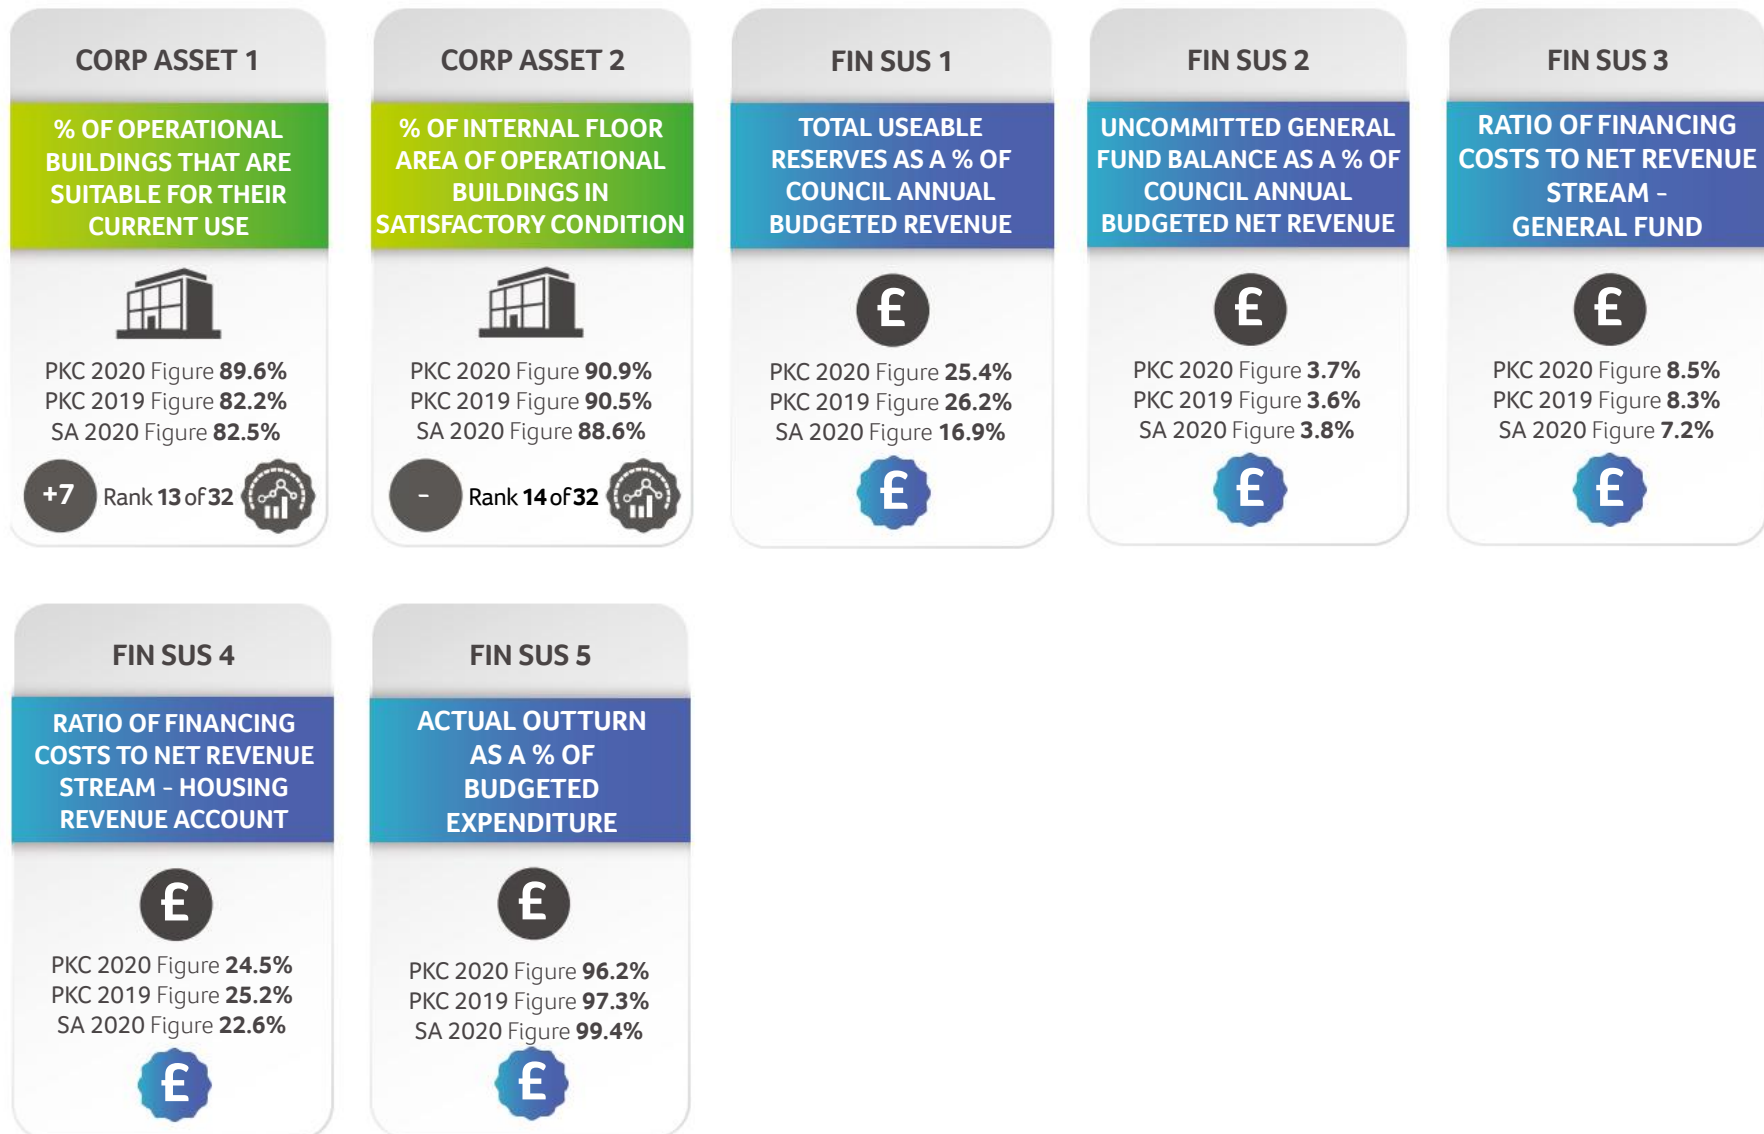 CORP ASSET 1
% OF OPERATIONAL
BUILDINGS THAT ARE
SUITABLE FOR THEIR
CURRENT USE
PKC 2020 Figure 89.6%
PKC 2019 Figure 82.2%
SA 2020 Figure 82.5%
+7 Rank 13 of 32
CORP ASSET 2
% OF INTERNAL FLOOR
AREA OF OPERATIONAL
BUILDINGS IN
SATISFACTORY CONDITION
PKC 2020 Figure 90.9%
PKC 2019 Figure 90.5%
SA 2020 Figure 88.6%
- Rank 14 of 32
FIN SUS 1
TOTAL USEABLE
RESERVES AS A % OF
COUNCIL ANNUAL
BUDGETED REVENUE
£
PKC 2020 Figure 25.4%
PKC 2019 Figure 26.2%
SA 2020 Figure 16.9%
£
FIN SUS 2
UNCOMMITTED GENERAL
FUND BALANCE AS A % OF
COUNCIL ANNUAL
BUDGETED NET REVENUE
£
PKC 2020 Figure 3.7%
PKC 2019 Figure 3.6%
SA 2020 Figure 3.8%
£
FIN SUS 3
RATIO OF FINANCING
COSTS TO NET REVENUE
STREAM -
GENERAL FUND
£
PKC 2020 Figure 8.5%
PKC 2019 Figure 8.3%
SA 2020 Figure 7.2%
£
FIN SUS 4
RATIO OF FINANCING
COSTS TO NET REVENUE
STREAM - HOUSING
REVENUE ACCOUNT
£
PKC 2020 Figure 24.5%
PKC 2019 Figure 25.2%
SA 2020 Figure 22.6%
£
FIN SUS 5
ACTUAL OUTTURN
AS A % OF
BUDGETED
EXPENDITURE
£
PKC 2020 Figure 96.2%
PKC 2019 Figure 97.3%
SA 2020 Figure 99.4%
£